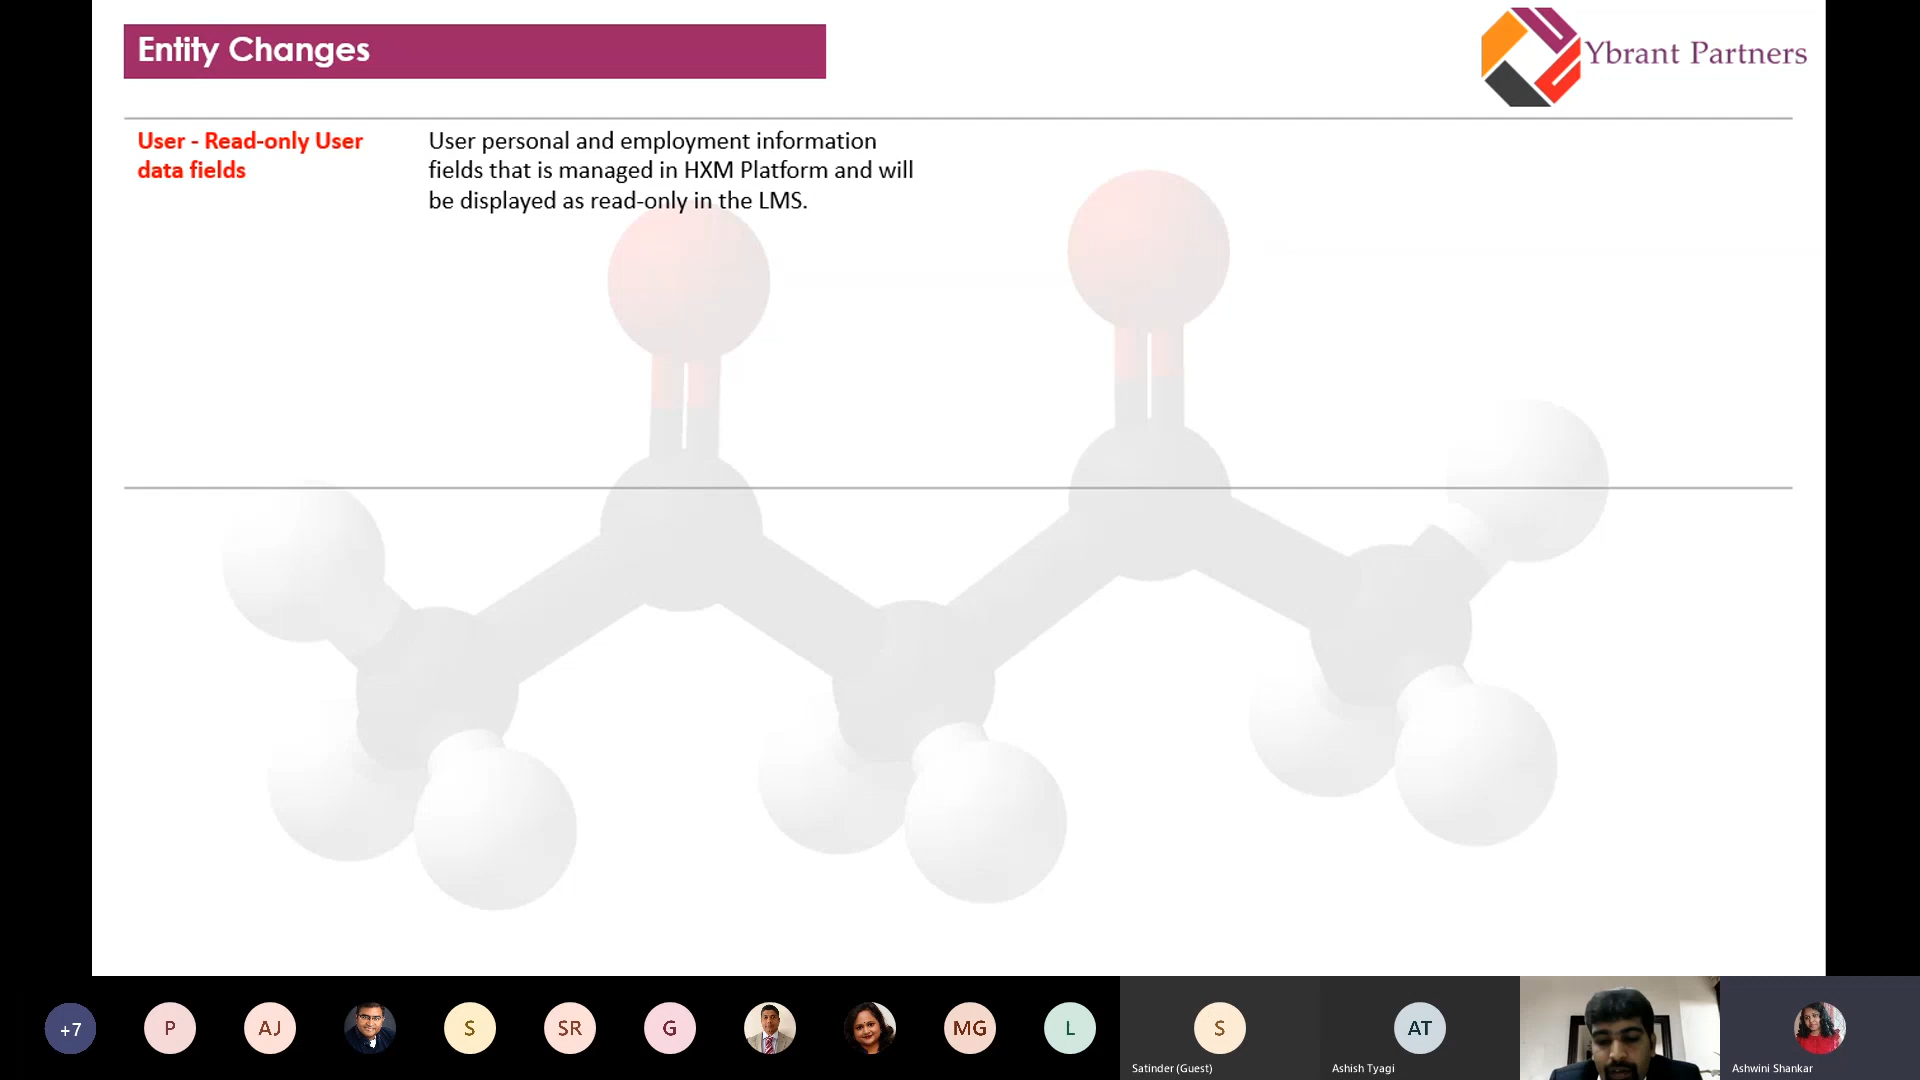 Entity Changes
Ybrant Partners
User - Read-only User
data fields
User personal and employment information
fields that is managed in HXM Platform and will
be displayed as read-only in the LMS.
+7
P
AJ
S
SR
G
MG
L
S
Satinder (Guest)
AT
Ashish Tyagi
Ashwini Shankar